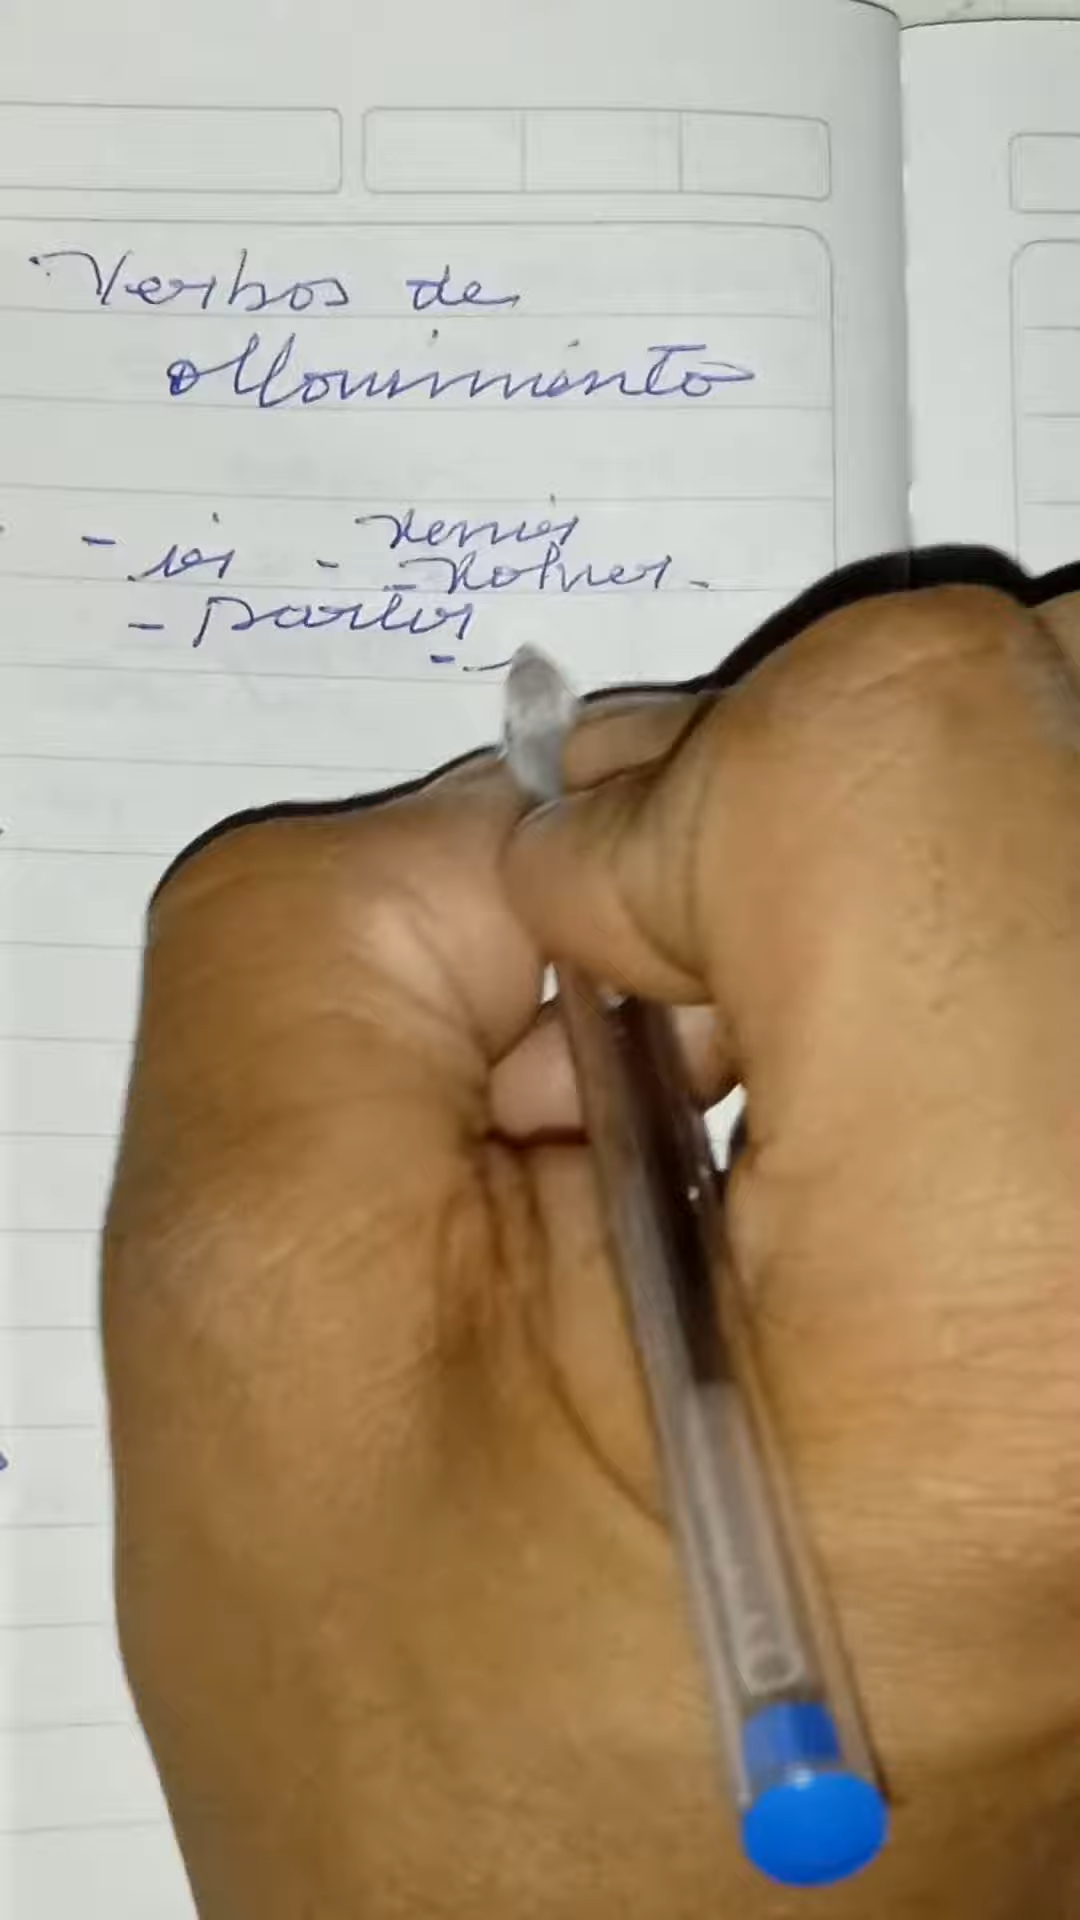 Verbos de
Movimiento
- ir - Venir
- Volver -
- Partir
-